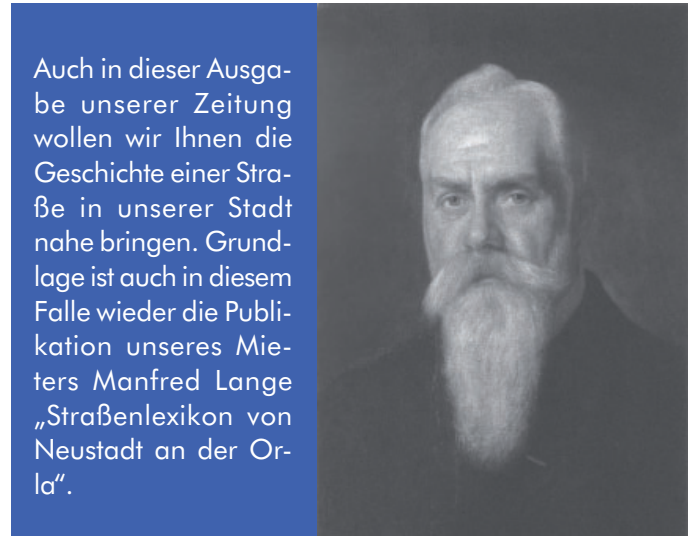 Auch in dieser Ausga-
be unserer Zeitung
wollen wir Ihnen die
Geschichte einer Stra-
ße in unserer Stadt
nahe bringen. Grund-
lage ist auch in diesem
Falle wieder die Publi-
kation unseres Mie-
ters Manfred Lange
„Straßenlexikon von
Neustadt an der Or-
la“.